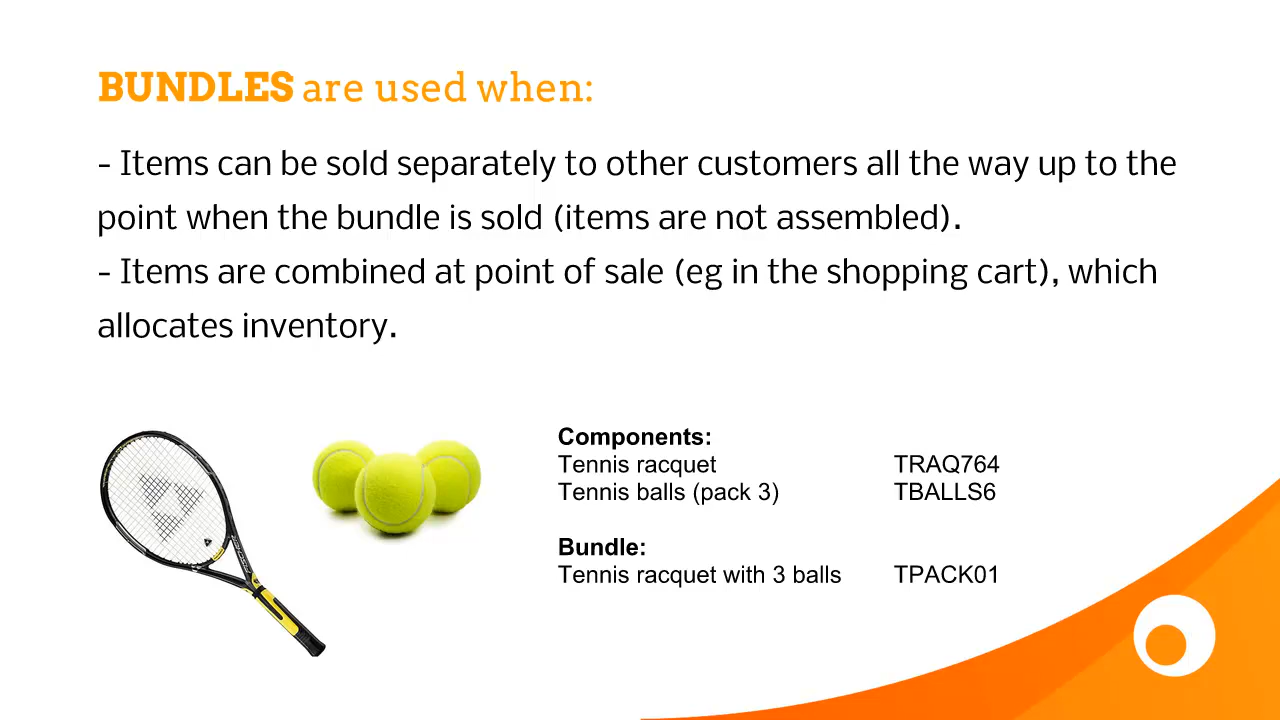 BUNDLES are used when:
- Items can be sold separately to other customers all the way up to the
point when the bundle is sold (items are not assembled).
- Items are combined at point of sale (eg in the shopping cart), which
allocates inventory.
Components:
Tennis racquet TRAQ764
Tennis balls (pack 3) TBALLS6
Bundle:
Tennis racquet with 3 balls TPACK01